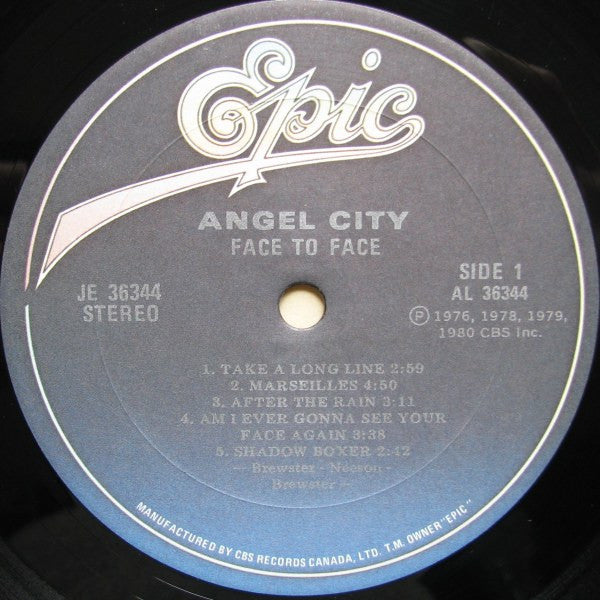 Epic
ANGEL CITY
FACE TO FACE
JE 36344
STEREO
SIDE 1
AL 36344
Ⓟ 1976, 1978, 1979,
1980 CBS Inc.
1. TAKE A LONG LINE 2:59
2. MARSEILLES 4:50
3. AFTER THE RAIN 3:11
4. AM I EVER GONNA SEE YOUR
FACE AGAIN 3:38
5. SHADOW BOXER 2:42
— Brewster - Neeson -
Brewster —
MANUFACTURED BY CBS RECORDS CANADA, LTD. T.M. OWNER "EPIC"